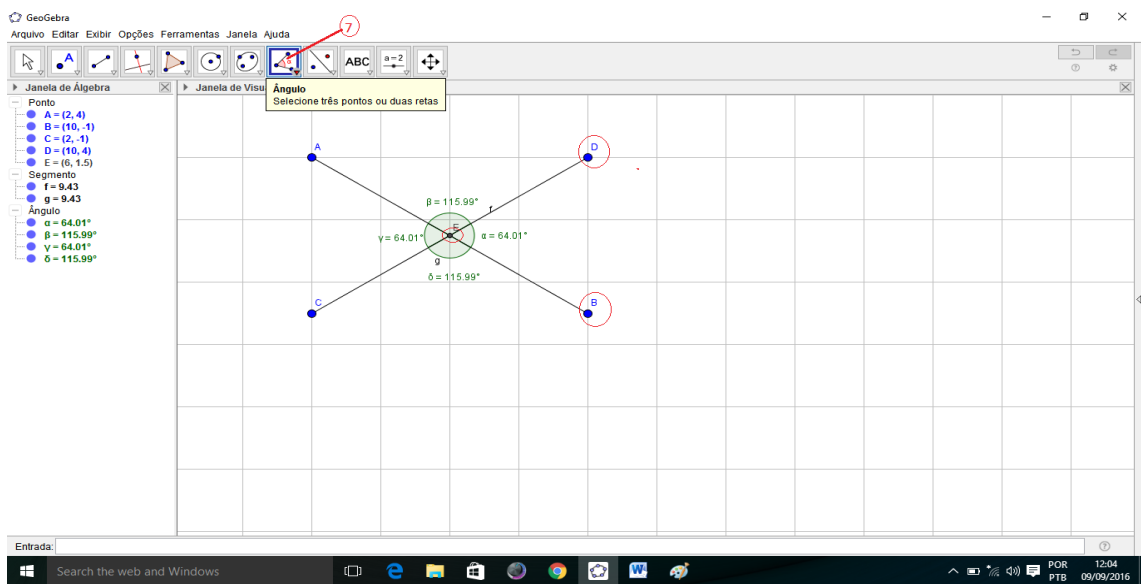 GeoGebra
Arquivo Editar Exibir Opções Ferramentas Janela Ajuda
7
A
α
ABC
a=2
Janela de Álgebra
Janela de Visu
Ângulo
Selecione três pontos ou duas retas
Ponto
A = (2, 4)
B = (10, -1)
C = (2, -1)
D = (10, 4)
E = (6, 1.5)
Segmento
f = 9.43
g = 9.43
Ângulo
α = 64.01°
β = 115.99°
γ = 64.01°
δ = 115.99°
A
D
β = 115.99°
f
E
γ = 64.01°
α = 64.01°
g
δ = 115.99°
C
B
Entrada:
Search the web and Windows
POR
PTB
12:04
09/09/2016